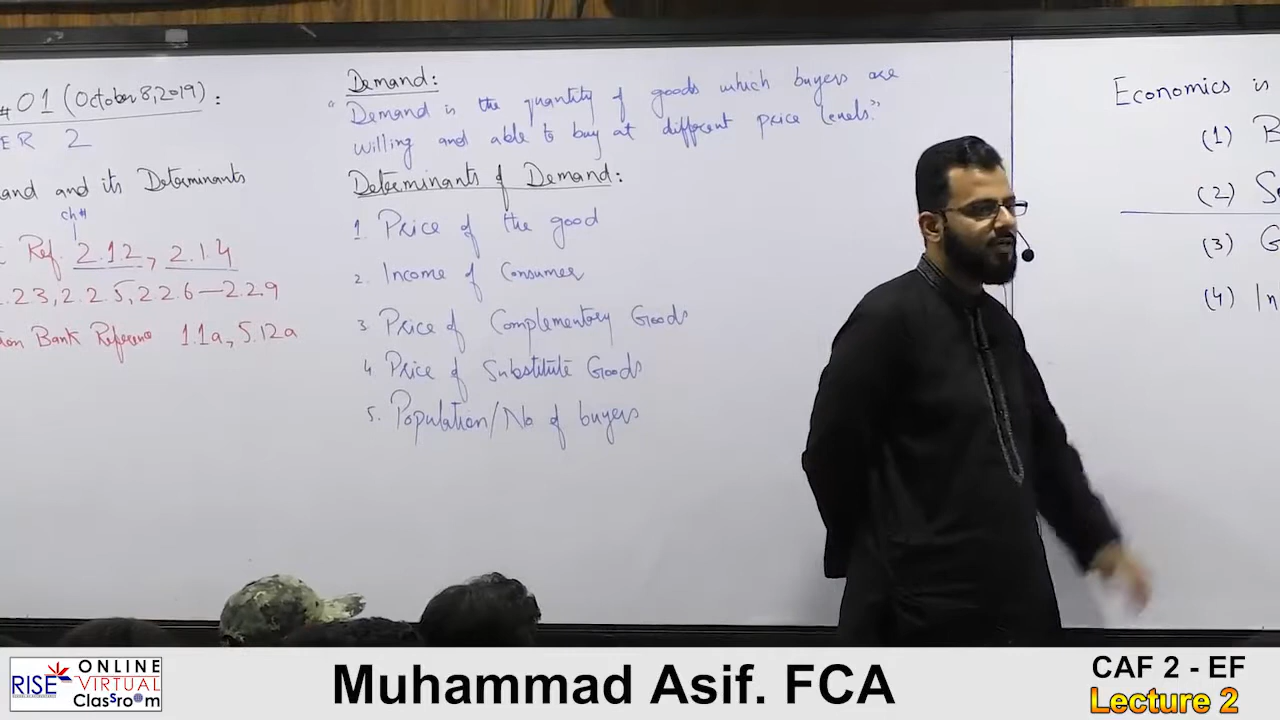 #01 (October 8, 2019) :
ER 2
and and its Determinants
ch#
Ref. 2.1.2, 2.1.4
2.3, 2.2.5, 2.2.6—2.2.9
ion Bank Reference 1.1a, 5.12a
Demand:
"Demand is the quantity of goods which buyers are
willing and able to buy at different price levels."
Determinants of Demand:
1. Price of the good
2. Income of Consumer
3 Price of Complementary Goods
4 Price of Substitute Goods
5. Population/No of buyers
Economics is
(1) B
(2) S
(3) G
(4) In
RISE
ONLINE
VIRTUAL
Classroom
Muhammad Asif. FCA
CAF 2 - EF
Lecture 2